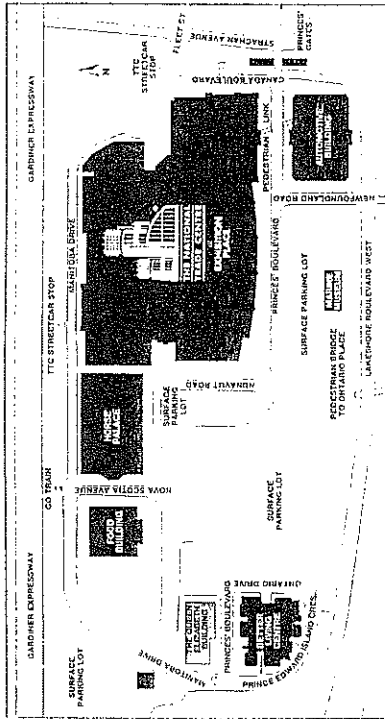 GARDINER EXPRESSWAY
GARDINER EXPRESSWAY
GO TRAIN
TTC STREETCAR STOP
TTC
STREETCAR
STOP
FLEET ST
STRACHAN AVENUE
PRINCES'
GATES
N
SURFACE
PARKING LOT
MANITOBA DRIVE
FOOD
BUILDING
NOVA SCOTIA AVENUE
HORSE
PALACE
MANITOBA DRIVE
THE NATIONAL
TRADE CENTRE
EXHIBITION
PLACE
CANADA BOULEVARD
SURFACE
PARKING
LOT
NUNAVUT ROAD
PEDESTRIAN LINK
AUTOMOTIVE
BUILDING
THE QUEEN
ELIZABETH
BUILDING
PRINCES' BOULEVARD
PRINCES' BOULEVARD
NEWFOUNDLAND ROAD
ONTARIO DRIVE
SURFACE
PARKING LOT
SURFACE PARKING LOT
BETTER
LIVING
CENTRE
PRINCE EDWARD ISLAND CRES.
PEDESTRIAN BRIDGE
TO ONTARIO PLACE
LAKESHORE BOULEVARD WEST